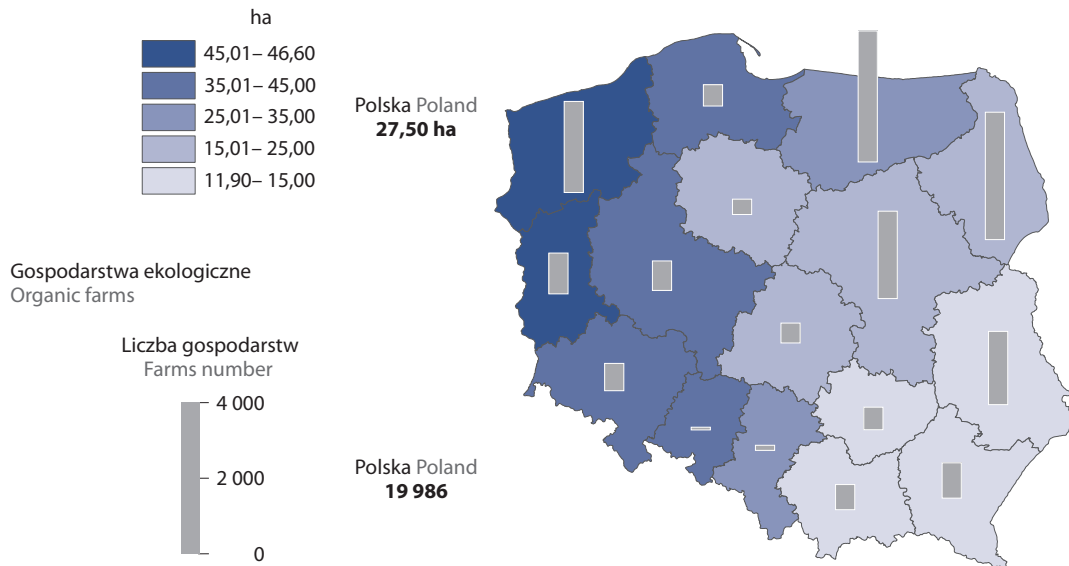 ha
45,01– 46,60
35,01– 45,00
25,01– 35,00
15,01– 25,00
11,90– 15,00
Polska Poland
27,50 ha
Gospodarstwa ekologiczne
Organic farms
Liczba gospodarstw
Farms number
4 000
2 000
0
Polska Poland
19 986